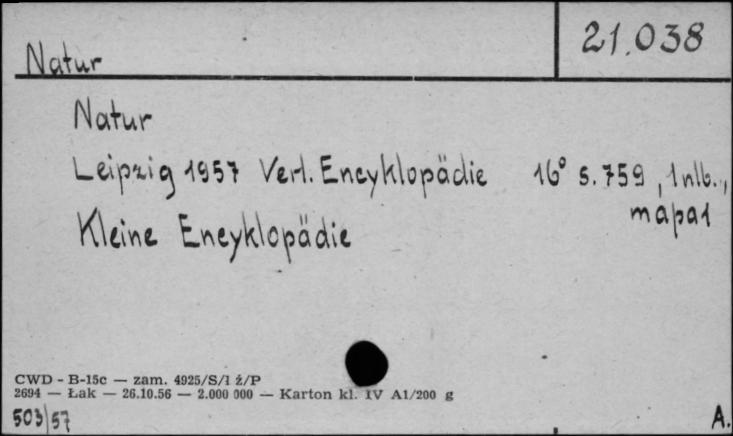 Natur
21.038
Natur
Leipzig 1957 Verl. Encyklopädie 16° s. 759, 1 nlb.,
mapa 1
Kleine Encyklopädie
CWD - B-15c — zam. 4925/S/1 ź/P
2694 — Łak — 26.10.56 — 2.000 000 — Karton kl. IV A1/200 g
503/57
A.